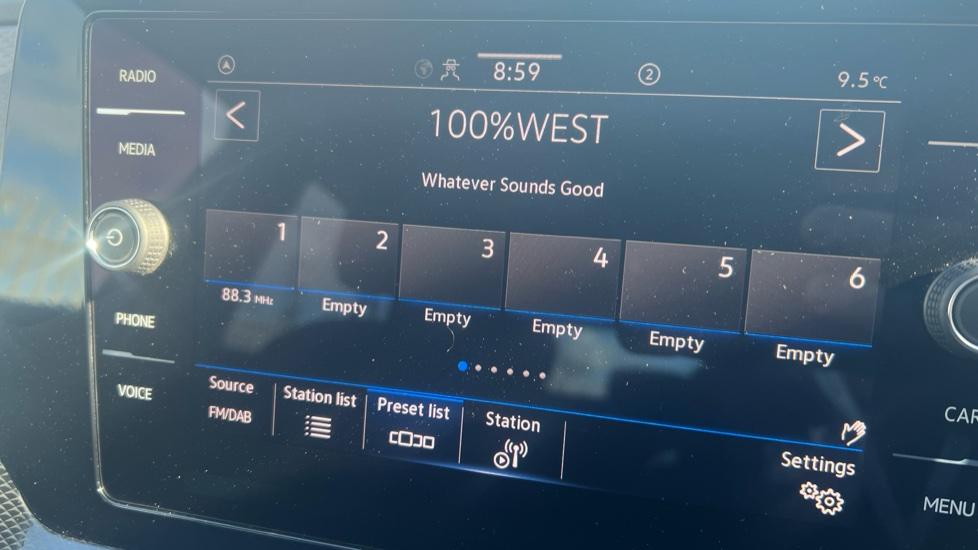 RADIO
MEDIA
PHONE
VOICE
8:59
2
9.5°C
<
100%WEST
>
Whatever Sounds Good
1
2
3
4
5
6
88.3 MHz
Empty
Empty
Empty
Empty
Empty
Source
FM/DAB
Station list
Preset list
Station
Settings
CAR
MENU